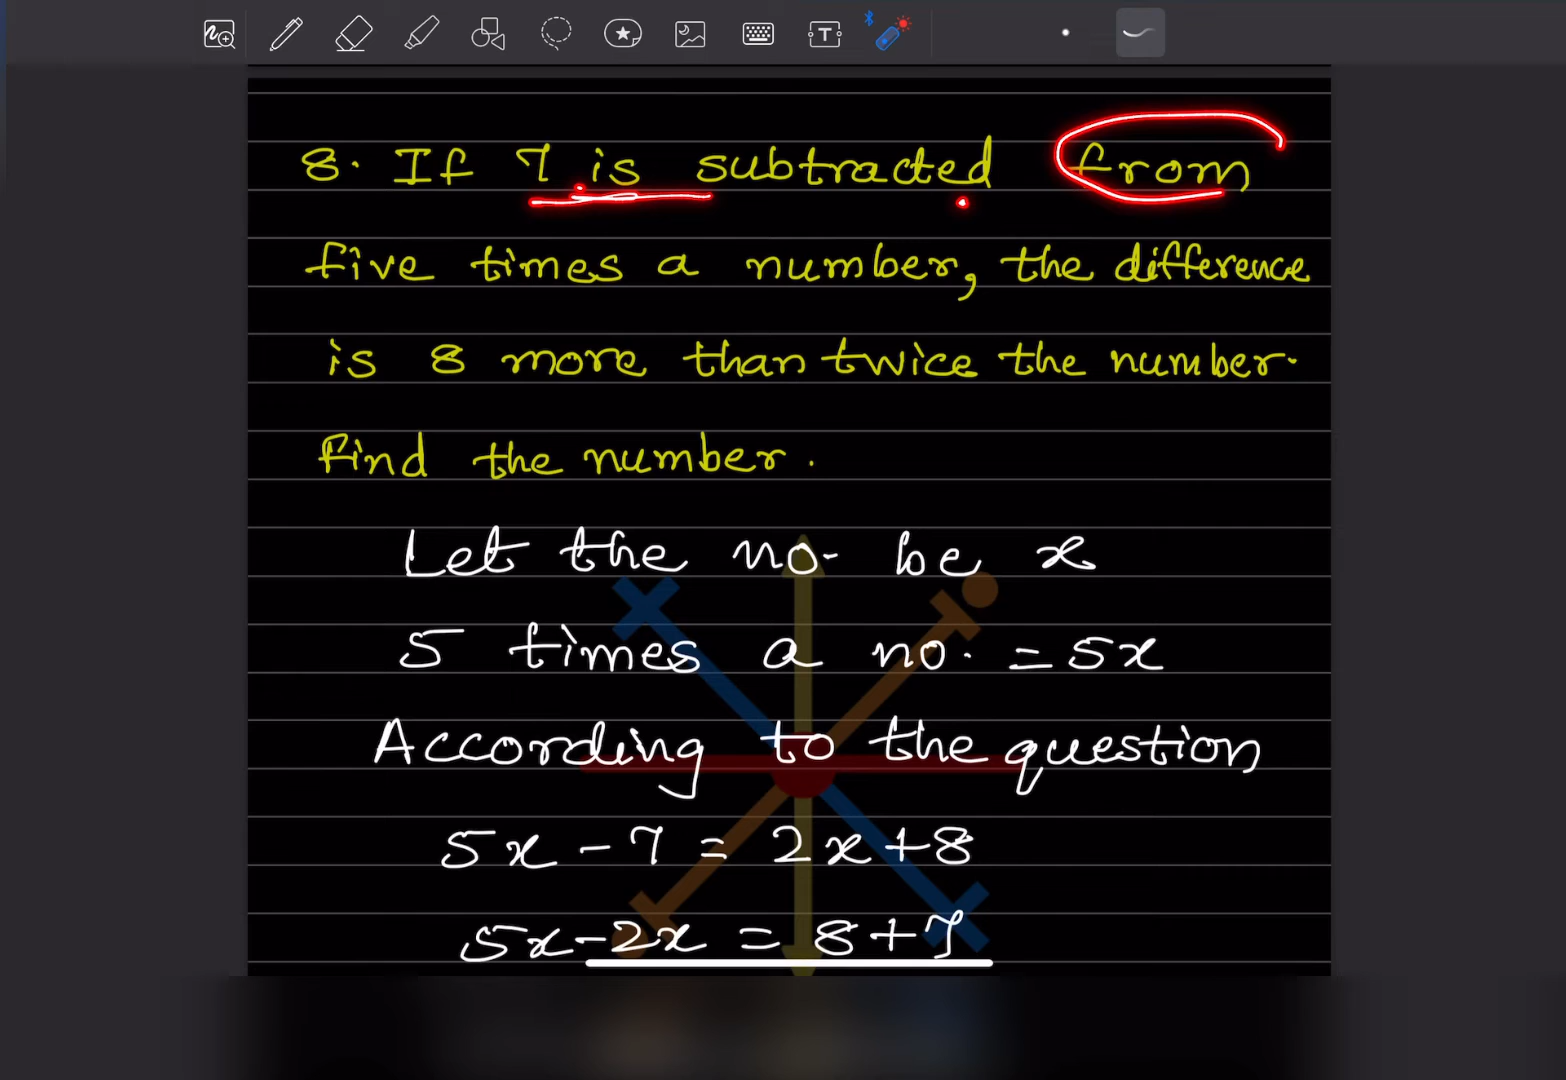 8. If 7 is subtracted from
five times a number, the difference
is 8 more than twice the number.
Find the number.
Let the no. be x
5 times a no. = 5x
According to the question
5x - 7 = 2x + 8
5x - 2x = 8 + 7